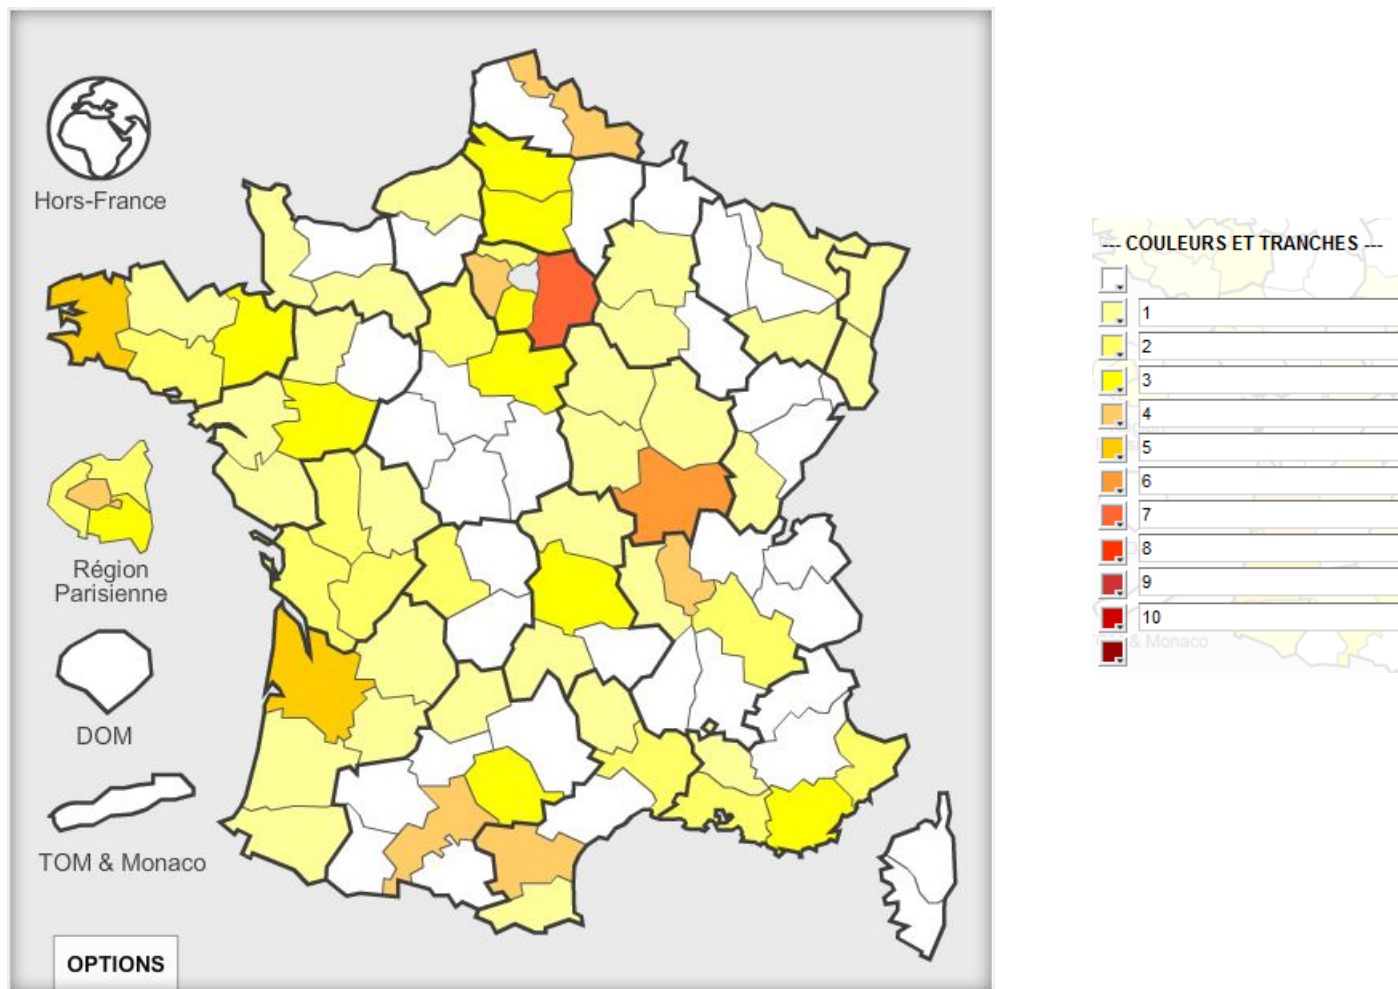 Hors-France
Région
Parisienne
DOM
TOM & Monaco
OPTIONS
--- COULEURS ET TRANCHES ---
1
2
3
4
5
6
7
8
9
10
& Monaco